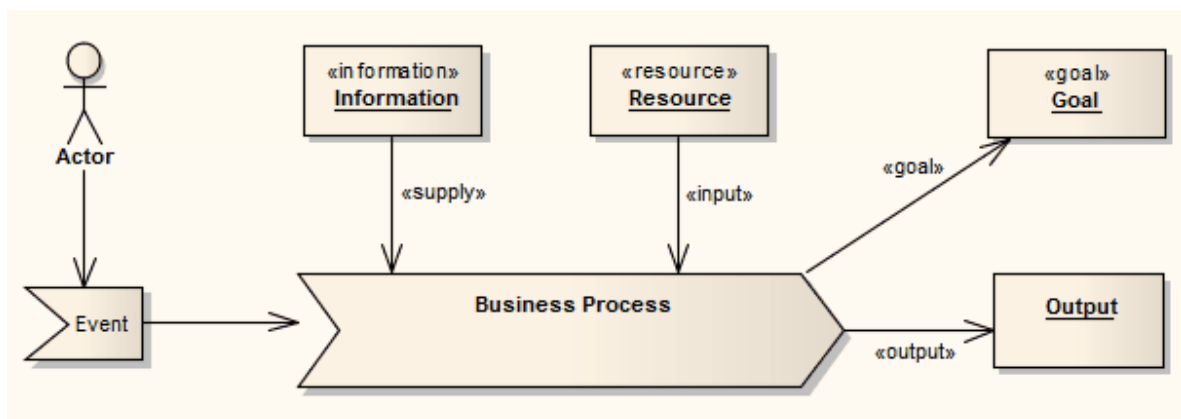 «information»
Information
«resource»
Resource
«goal»
Goal
Actor
«supply»
«input»
«goal»
Event
Business Process
Output
«output»